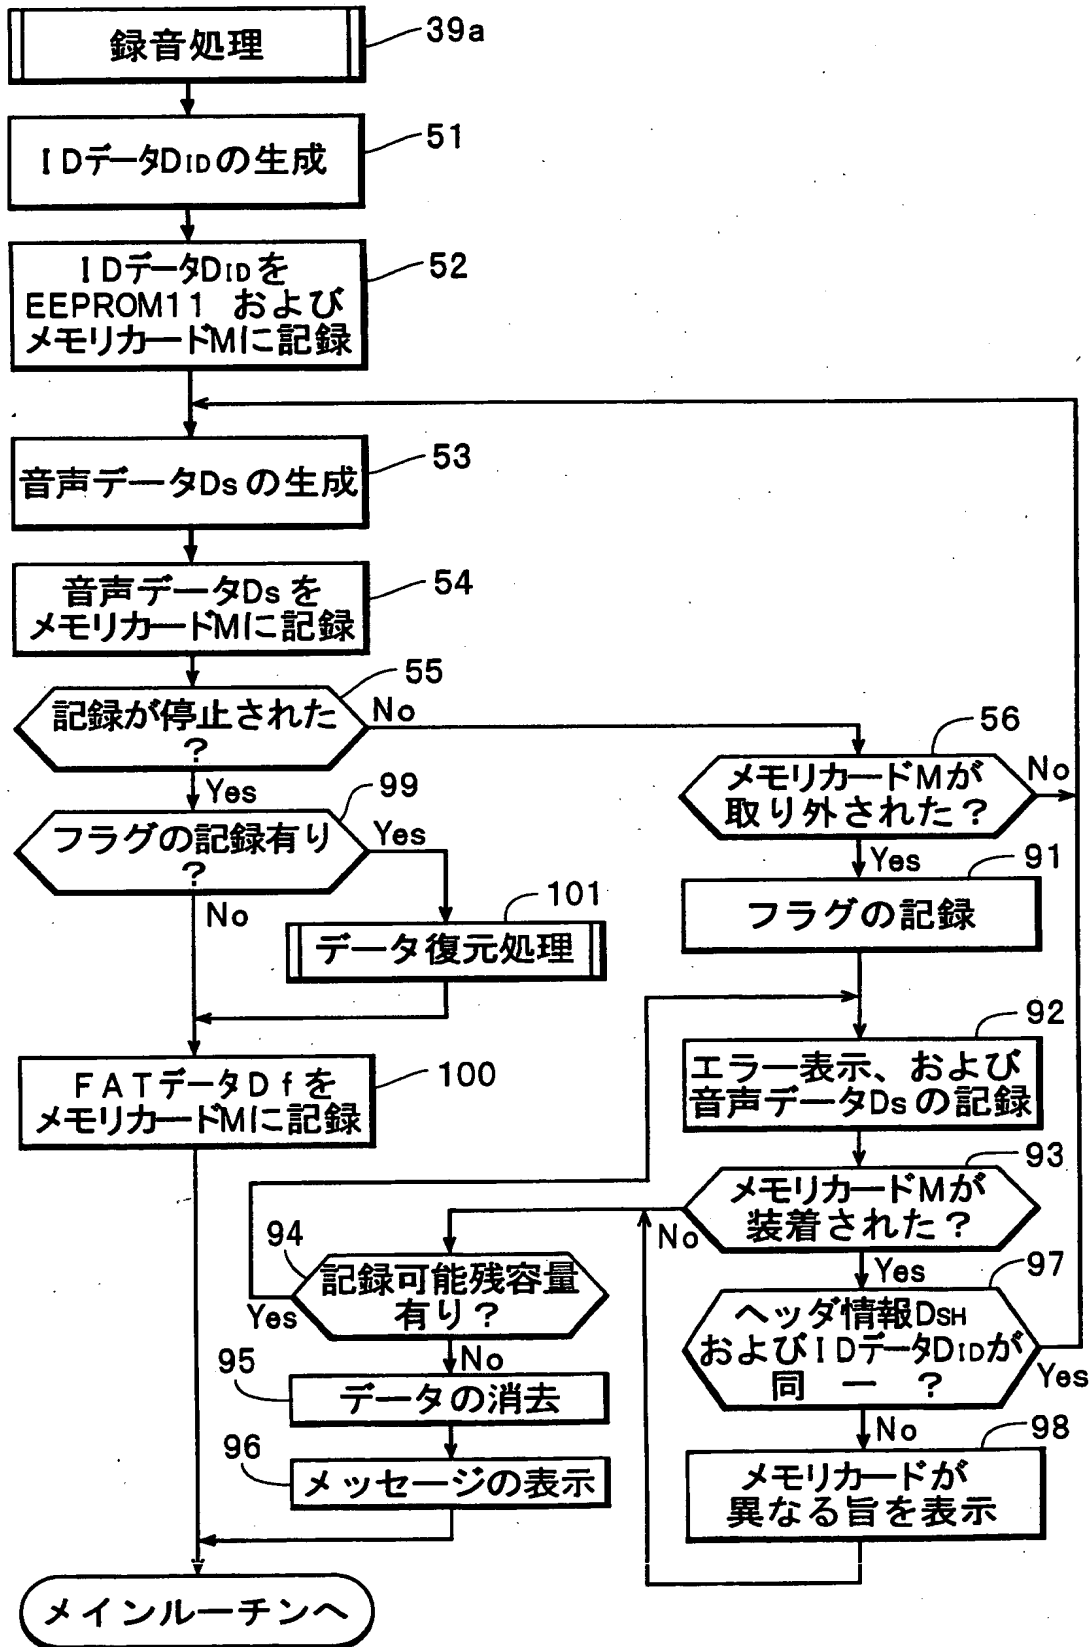 録音処理
39a
IDデータDIDの生成
51
IDデータDIDを
EEPROM11 および
メモリカードMに記録
52
音声データDsの生成
53
音声データDsを
メモリカードMに記録
54
記録が停止された
?
55
No
Yes
メモリカードMが
取り外された?
56
No
Yes
フラグの記録有り
?
99
Yes
No
フラグの記録
91
データ復元処理
101
エラー表示、および
音声データDsの記録
92
FATデータDfを
メモリカードMに記録
100
メモリカードMが
装着された?
93
No
Yes
記録可能残容量
有り?
94
Yes
No
ヘッダ情報DSH
およびIDデータDIDが
同一?
97
Yes
No
データの消去
95
メッセージの表示
96
メモリカードが
異なる旨を表示
98
メインルーチンへ